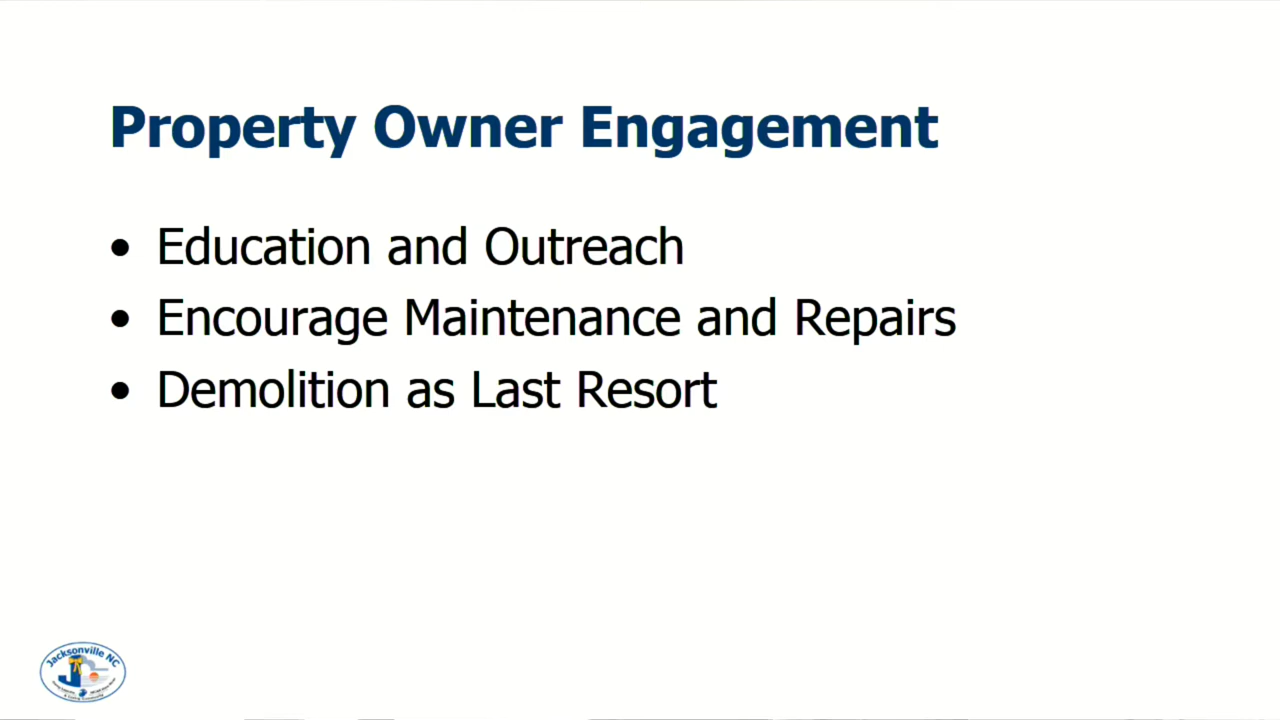 Property Owner Engagement
• Education and Outreach
• Encourage Maintenance and Repairs
• Demolition as Last Resort
Jacksonville NC